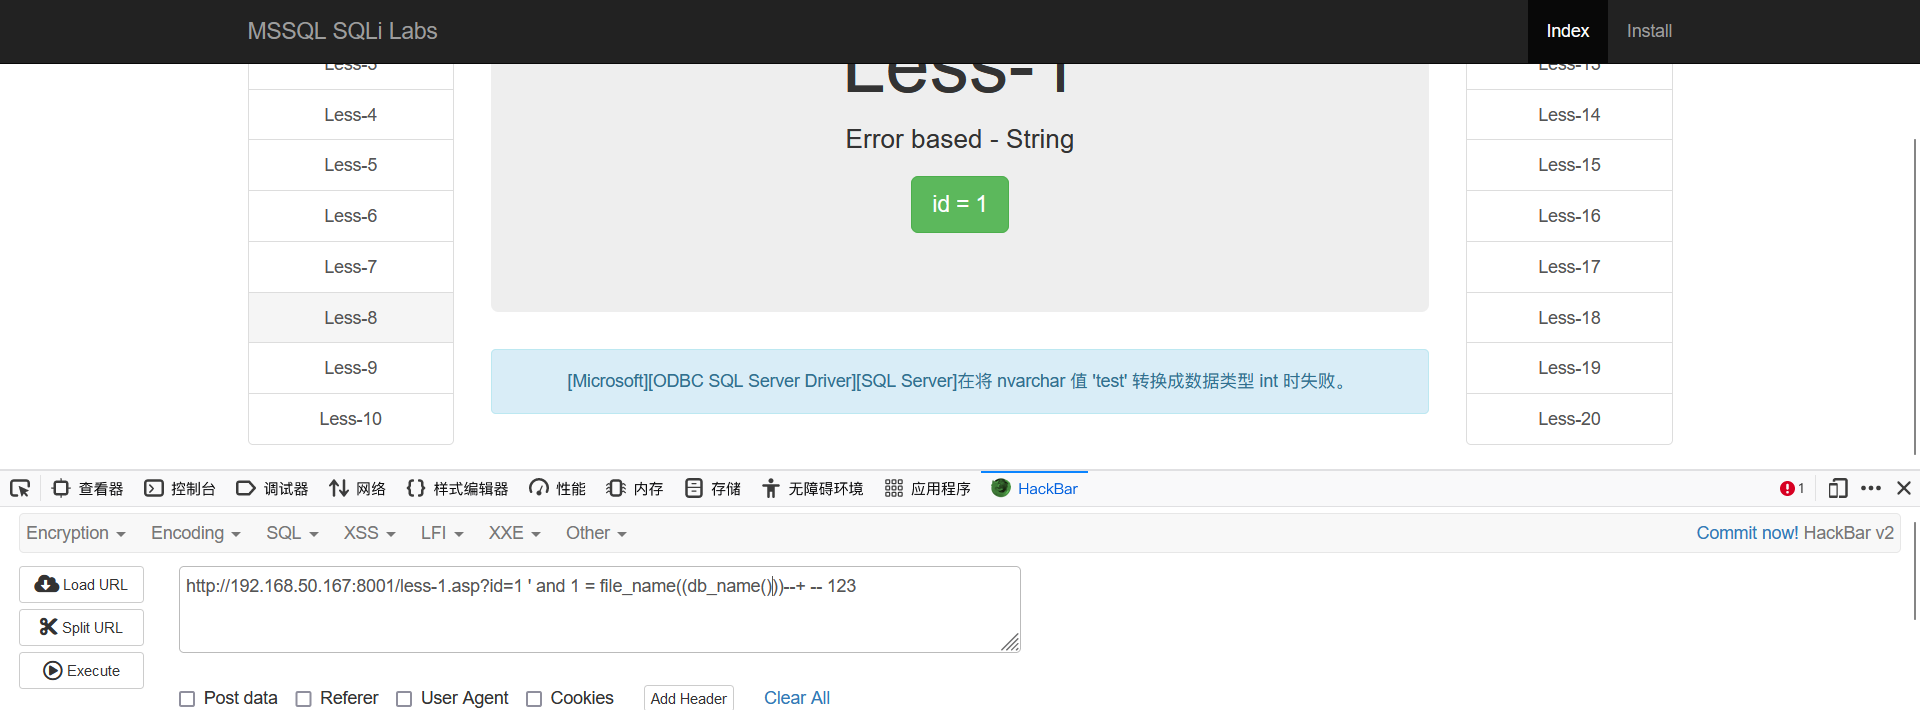 MSSQL SQLi Labs
Index
Install
Less-3
Less-4
Less-5
Less-6
Less-7
Less-8
Less-9
Less-10
Less-1
Error based - String
id = 1
[Microsoft][ODBC SQL Server Driver][SQL Server]在将 nvarchar 值 'test' 转换成数据类型 int 时失败。
Less-13
Less-14
Less-15
Less-16
Less-17
Less-18
Less-19
Less-20
查看器 控制台 调试器 网络 样式编辑器 性能 内存 存储 无障碍环境 应用程序 HackBar 1
Encryption Encoding SQL XSS LFI XXE Other Commit now! HackBar v2
Load URL
Split URL
Execute
http://192.168.50.167:8001/less-1.asp?id=1 ' and 1 = file_name((db_name()))--+ -- 123
Post data Referer User Agent Cookies Add Header Clear All